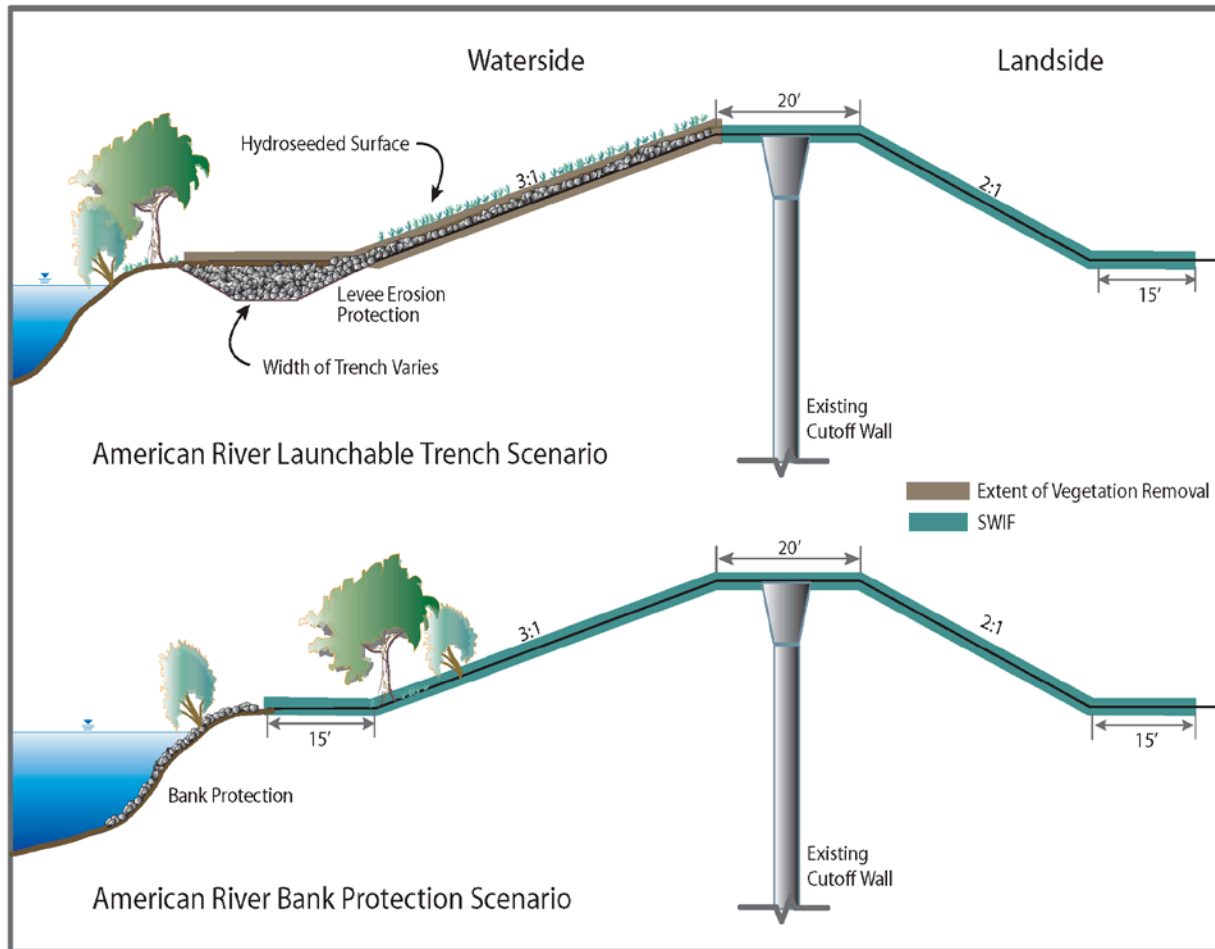 Waterside
Landside
20'
Hydroseeded Surface
3:1
2:1
Levee Erosion
Protection
15'
Width of Trench Varies
Existing
Cutoff Wall
American River Launchable Trench Scenario
Extent of Vegetation Removal
SWIF
20'
3:1
2:1
15'
15'
Bank Protection
Existing
Cutoff Wall
American River Bank Protection Scenario